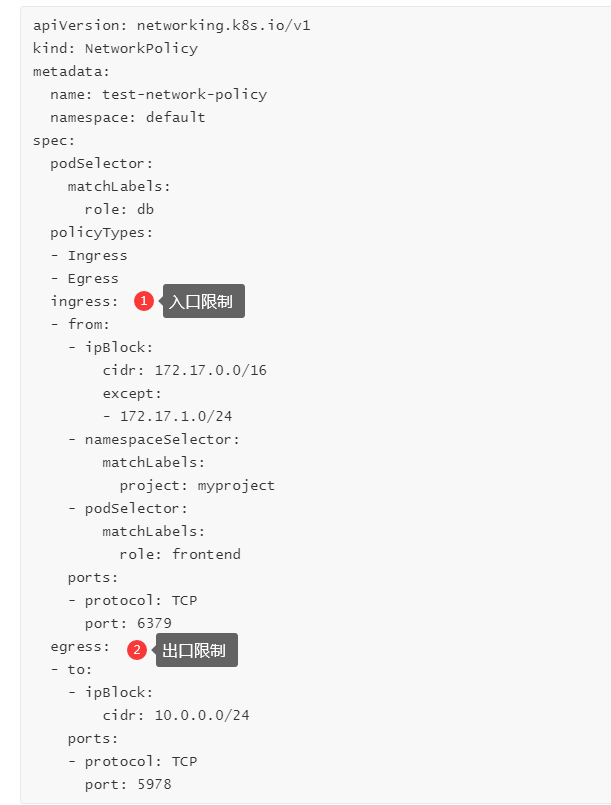 apiVersion: networking.k8s.io/v1
kind: NetworkPolicy
metadata:
  name: test-network-policy
  namespace: default
spec:
  podSelector:
    matchLabels:
      role: db
  policyTypes:
  - Ingress
  - Egress
  ingress: 1 入口限制
  - from:
    - ipBlock:
        cidr: 172.17.0.0/16
        except:
        - 172.17.1.0/24
    - namespaceSelector:
        matchLabels:
          project: myproject
    - podSelector:
        matchLabels:
          role: frontend
    ports:
    - protocol: TCP
      port: 6379
  egress: 2 出口限制
  - to:
    - ipBlock:
        cidr: 10.0.0.0/24
    ports:
    - protocol: TCP
      port: 5978